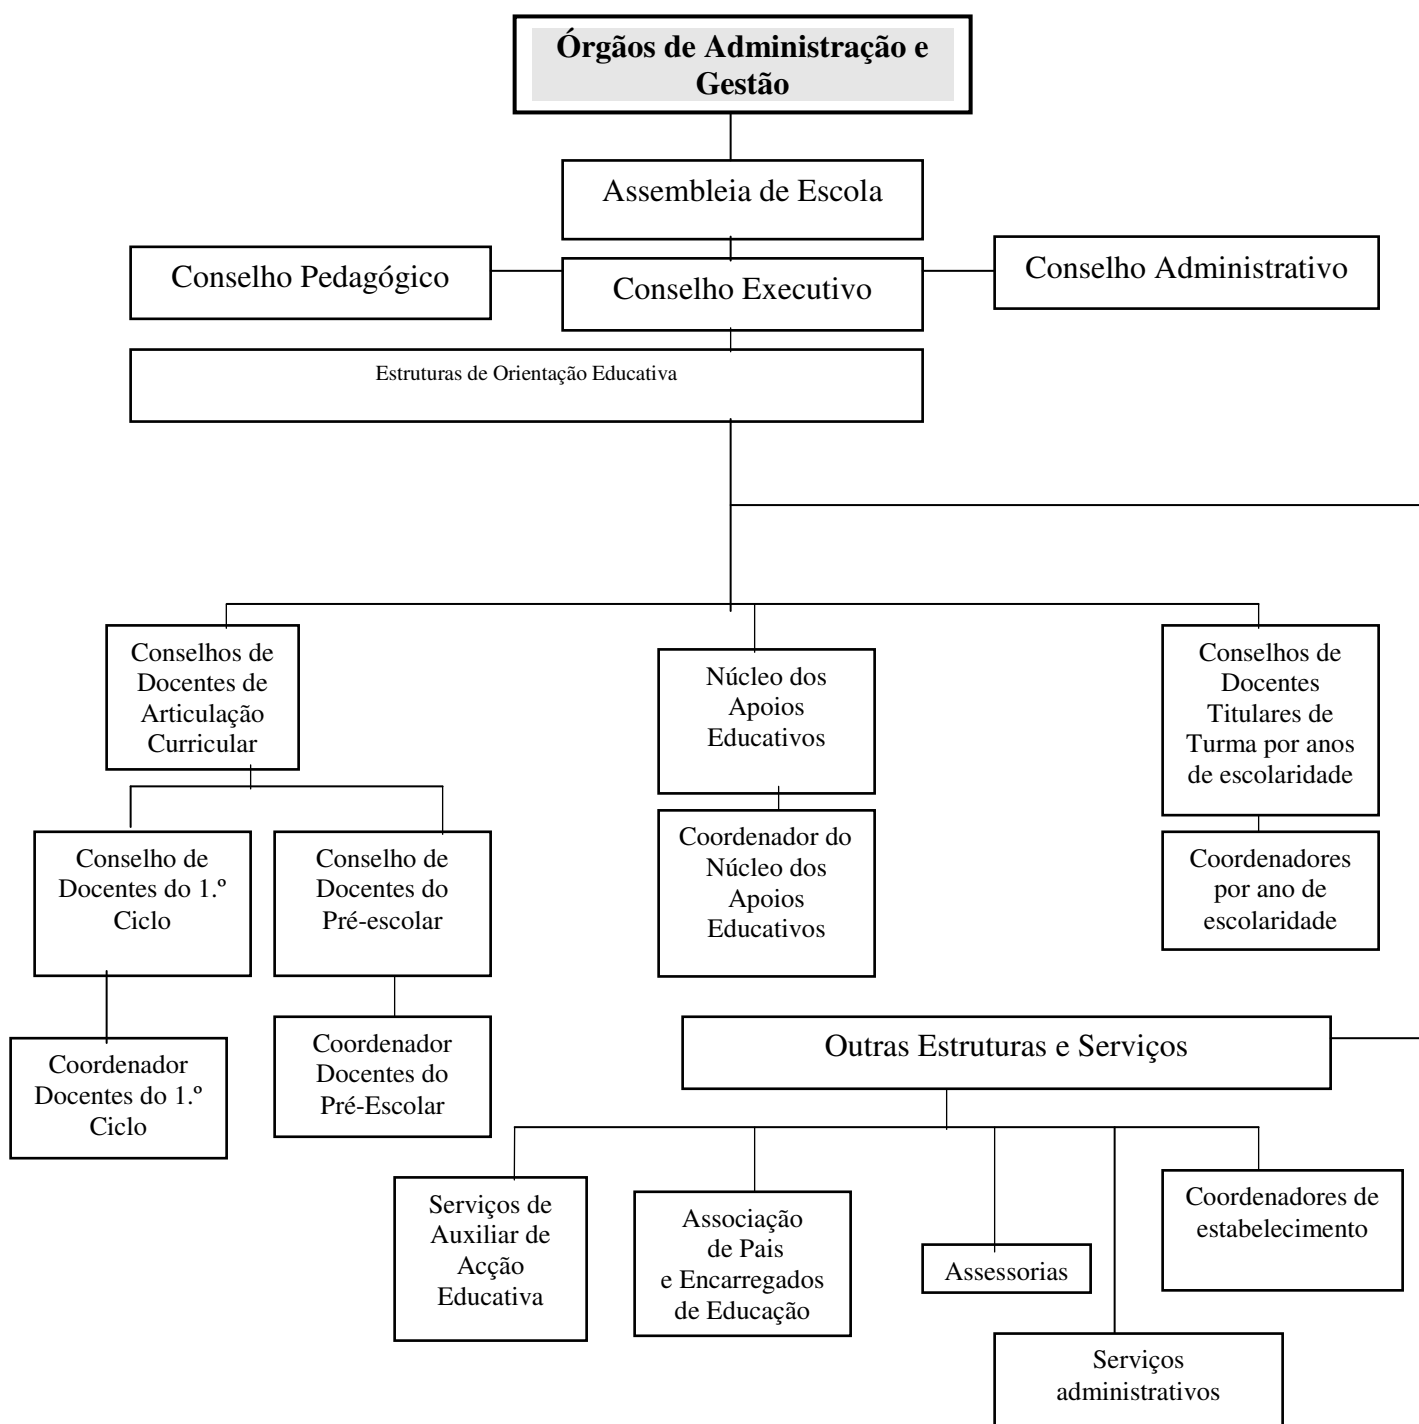 Órgãos de Administração e
Gestão
Assembleia de Escola
Conselho Pedagógico
Conselho Executivo
Conselho Administrativo
Estruturas de Orientação Educativa
Conselhos de
Docentes de
Articulação
Curricular
Núcleo dos
Apoios
Educativos
Conselhos de
Docentes
Titulares de
Turma por anos
de escolaridade
Conselho de
Docentes do 1.º
Ciclo
Conselho de
Docentes do
Pré-escolar
Coordenador do
Núcleo dos
Apoios
Educativos
Coordenadores
por ano de
escolaridade
Coordenador
Docentes do 1.º
Ciclo
Coordenador
Docentes do
Pré-Escolar
Outras Estruturas e Serviços
Serviços de
Auxiliar de
Acção
Educativa
Associação
de Pais
e Encarregados
de Educação
Assessorias
Coordenadores de
estabelecimento
Serviços
administrativos